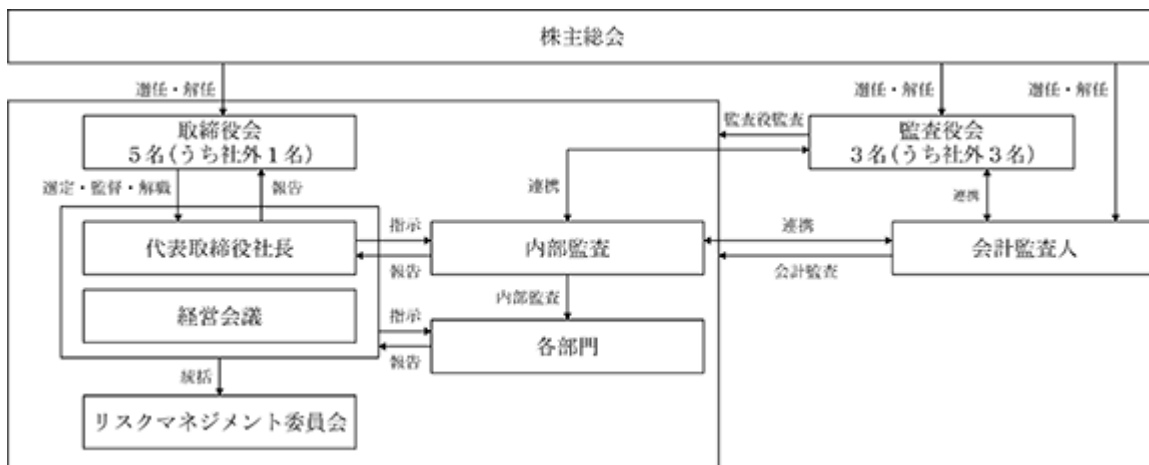 株主総会
選任・解任
選任・解任
選任・解任
取締役会
5名(うち社外1名)
監査役監査
監査役会
3名(うち社外3名)
選定・監督・解職
報告
連携
連携
代表取締役社長
指示
報告
内部監査
連携
会計監査
会計監査人
経営会議
指示
報告
内部監査
各部門
統括
リスクマネジメント委員会